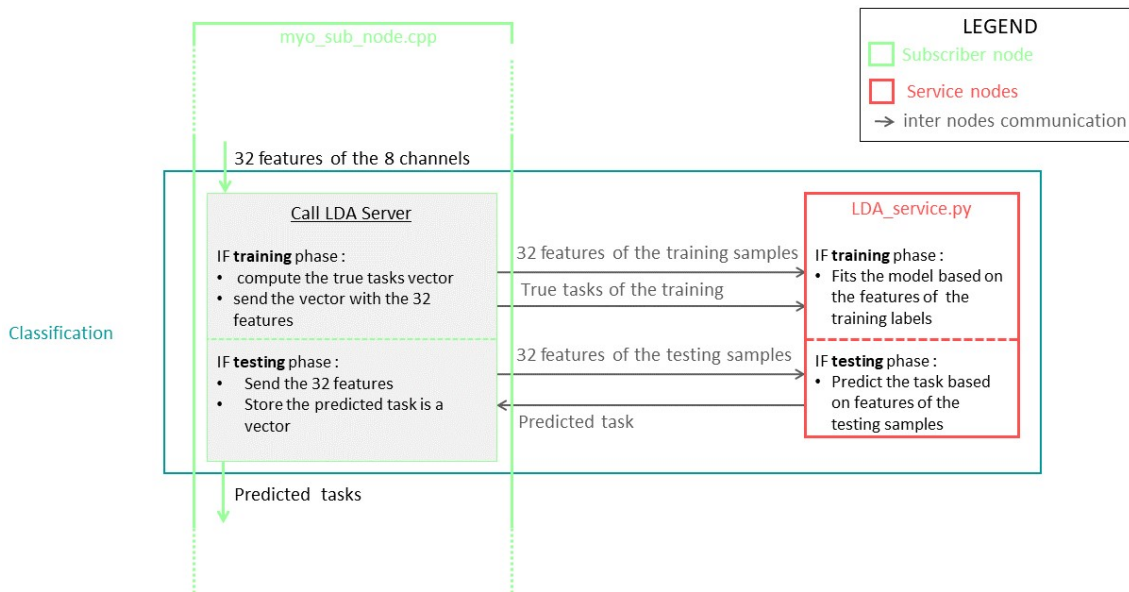 myo_sub_node.cpp
LEGEND
Subscriber node
Service nodes
inter nodes communication
32 features of the 8 channels
Call LDA Server
IF training phase :
• compute the true tasks vector
• send the vector with the 32
features
IF testing phase :
• Send the 32 features
• Store the predicted task is a
vector
32 features of the training samples
True tasks of the training
32 features of the testing samples
Predicted task
LDA_service.py
IF training phase :
• Fits the model based on
the features of the
training labels
IF testing phase :
• Predict the task based
on features of the
testing samples
Classification
Predicted tasks